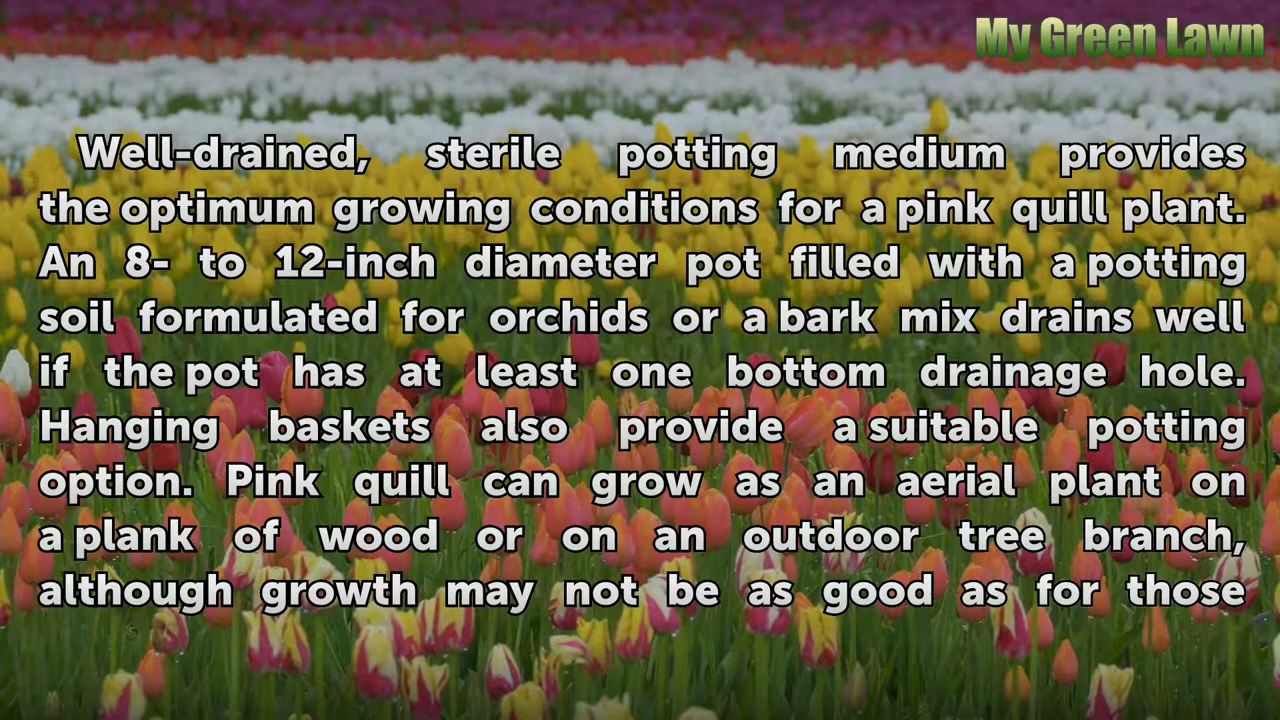 My Green Lawn
Well-drained, sterile potting medium provides
the optimum growing conditions for a pink quill plant.
An 8- to 12-inch diameter pot filled with a potting
soil formulated for orchids or a bark mix drains well
if the pot has at least one bottom drainage hole.
Hanging baskets also provide a suitable potting
option. Pink quill can grow as an aerial plant on
a plank of wood or on an outdoor tree branch,
although growth may not be as good as for those